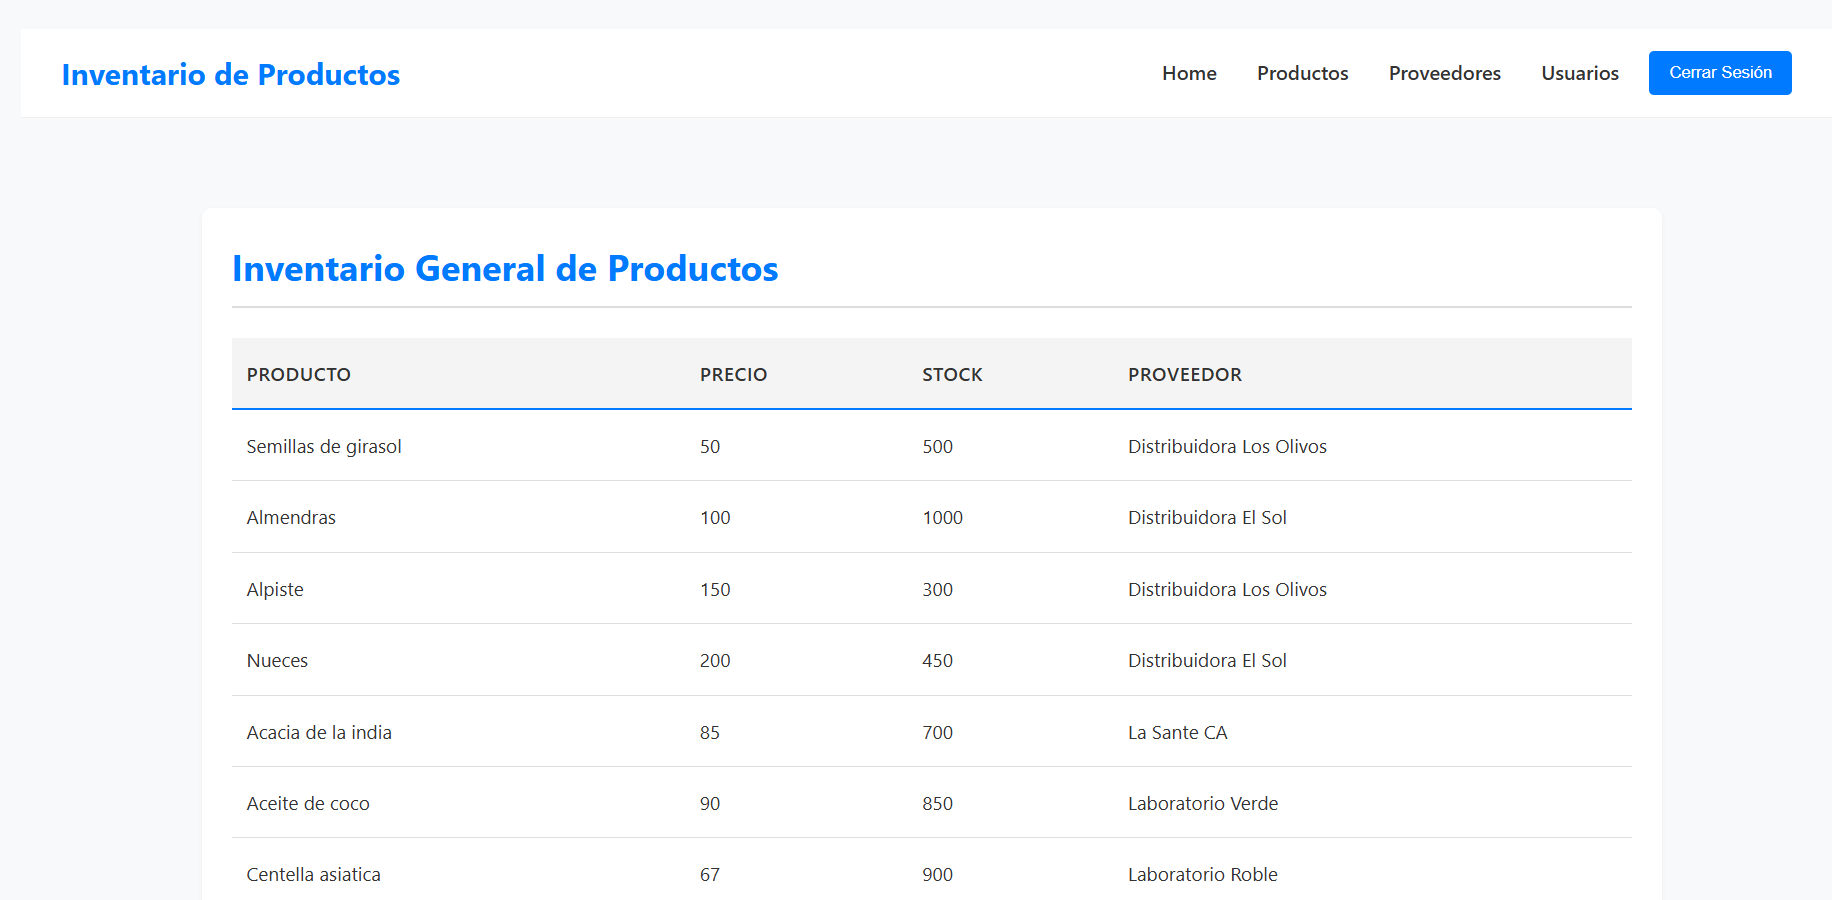 Inventario de Productos Home Productos Proveedores Usuarios Cerrar Sesión
Inventario General de Productos
PRODUCTO PRECIO STOCK PROVEEDOR
Semillas de girasol 50 500 Distribuidora Los Olivos
Almendras 100 1000 Distribuidora El Sol
Alpiste 150 300 Distribuidora Los Olivos
Nueces 200 450 Distribuidora El Sol
Acacia de la india 85 700 La Sante CA
Aceite de coco 90 850 Laboratorio Verde
Centella asiatica 67 900 Laboratorio Roble